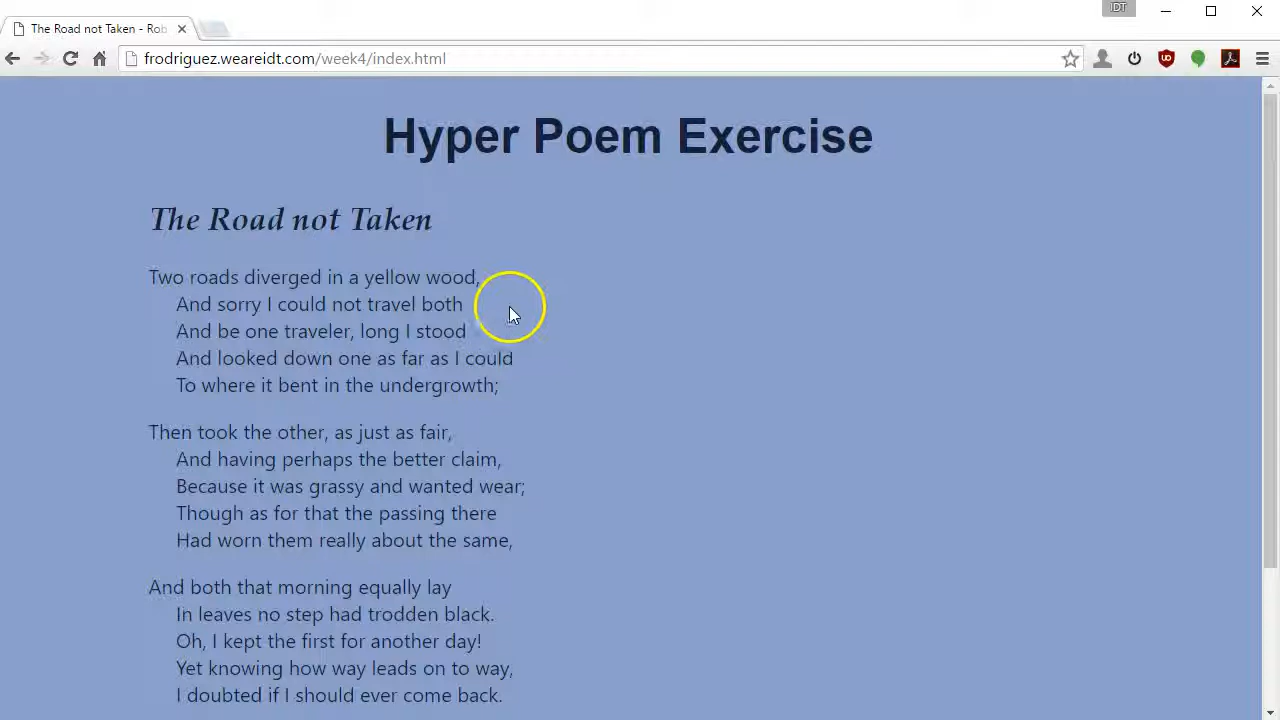 IDT
The Road not Taken - Rob
frodriguez.weareidt.com/week4/index.html
Hyper Poem Exercise
The Road not Taken
Two roads diverged in a yellow wood,
And sorry I could not travel both
And be one traveler, long I stood
And looked down one as far as I could
To where it bent in the undergrowth;
Then took the other, as just as fair,
And having perhaps the better claim,
Because it was grassy and wanted wear;
Though as for that the passing there
Had worn them really about the same,
And both that morning equally lay
In leaves no step had trodden black.
Oh, I kept the first for another day!
Yet knowing how way leads on to way,
I doubted if I should ever come back.